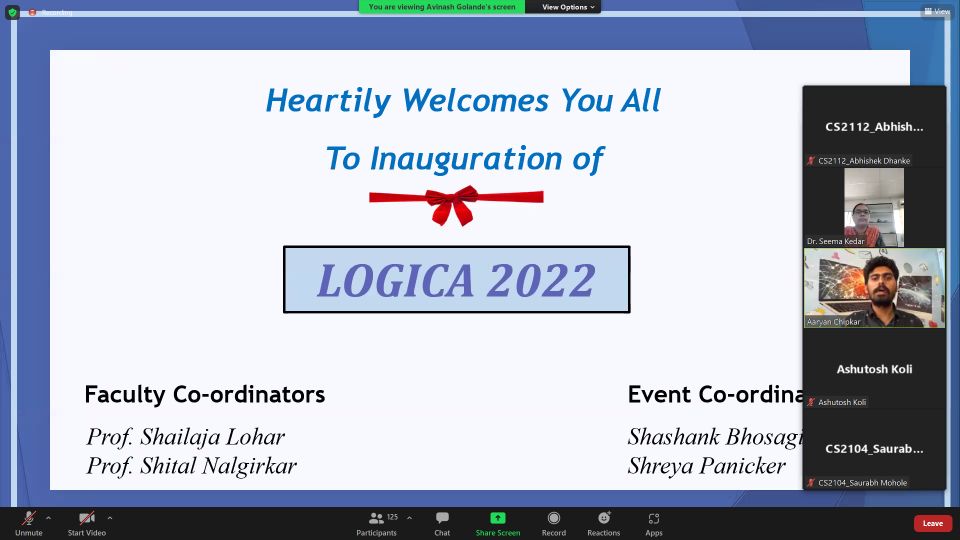 Recording
You are viewing Avinash Golande's screen
View Options
View
Heartily Welcomes You All
To Inauguration of
LOGICA 2022
Faculty Co-ordinators
Prof. Shailaja Lohar
Prof. Shital Nalgirkar
Event Co-ordina
Shashank Bhosagi
Shreya Panicker
CS2112_Abhish...
CS2112_Abhishek Dhanke
Dr. Seema Kedar
Aaryan Chipkar
Ashutosh Koli
Ashutosh Koli
CS2104_Saurab...
CS2104_Saurabh Mohole
Unmute
Start Video
Participants
125
Chat
Share Screen
Record
Reactions
Apps
Leave